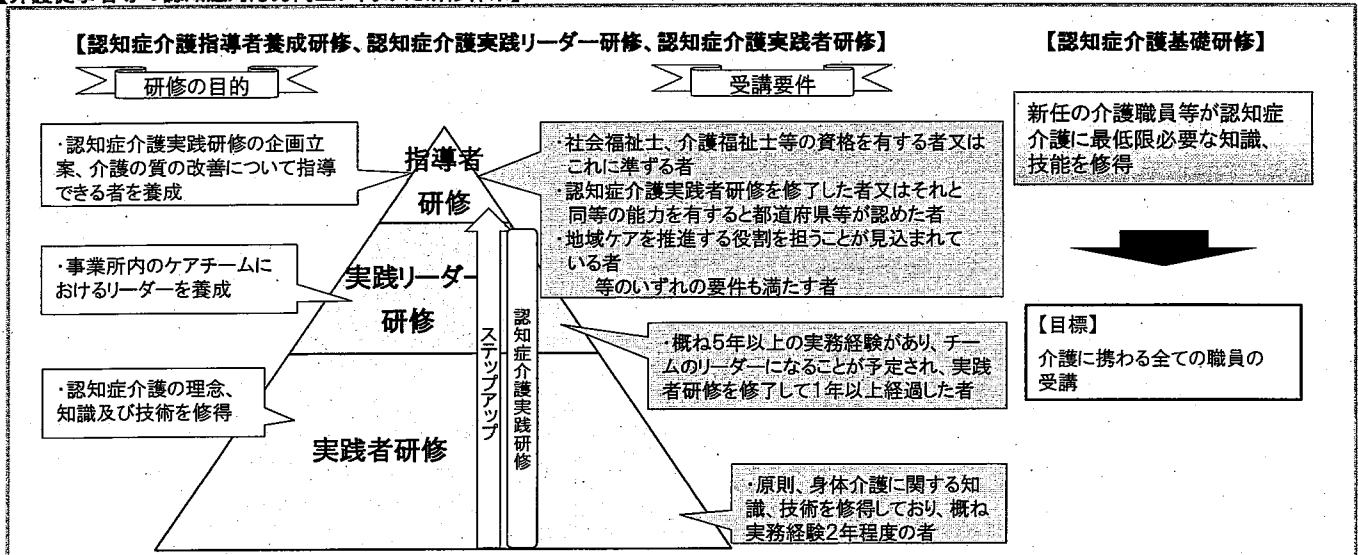 【認知症介護指導者養成研修、認知症介護実践リーダー研修、認知症介護実践者研修】
研修の目的
受講要件
・認知症介護実践研修の企画立
案、介護の質の改善について指導
できる者を養成
・事業所内のケアチームに
おけるリーダーを養成
・認知症介護の理念、
知識及び技術を修得
指導者
研修
実践リーダー
研修
実践者研修
ステップアップ
認知症介護実践研修
・社会福祉士、介護福祉士等の資格を有する者又は
これに準ずる者
・認知症介護実践者研修を修了した者又はそれと
同等の能力を有すると都道府県等が認めた者
・地域ケアを推進する役割を担うことが見込まれて
いる者
等のいずれの要件も満たす者
・概ね5年以上の実務経験があり、チー
ムのリーダーになることが予定され、実践
者研修を修了して1年以上経過した者
・原則、身体介護に関する知
識、技術を修得しており、概ね
実務経験2年程度の者
【認知症介護基礎研修】
新任の介護職員等が認知症
介護に最低限必要な知識、
技能を修得
【目標】
介護に携わる全ての職員の
受講